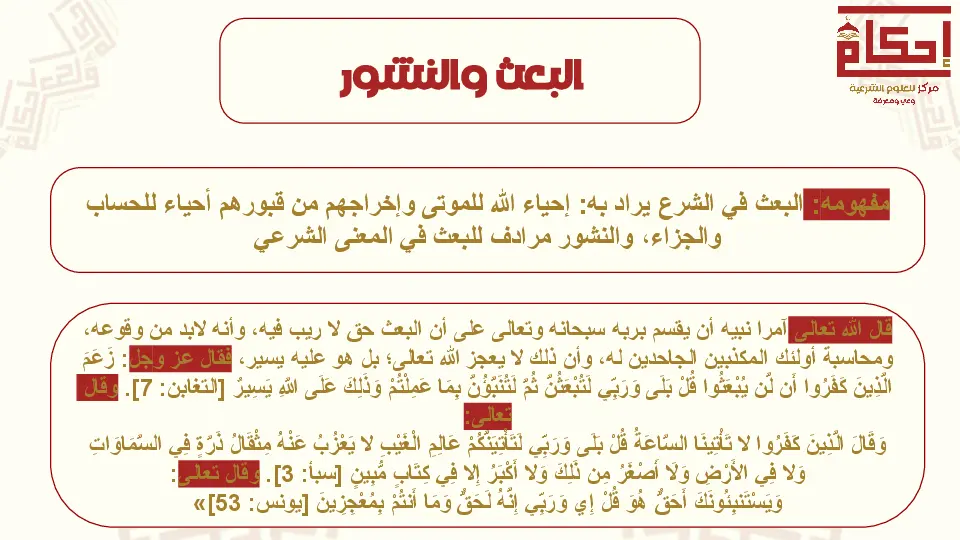 إحكام
مركز للعلوم الشرعية
وعي ومعرفة
البعث والنشور
مفهومه: البعث في الشرع يراد به: إحياء الله للموتى وإخراجهم من قبورهم أحياء للحساب
والجزاء، والنشور مرادف للبعث في المعنى الشرعي
قال الله تعالى آمرا نبيه أن يقسم بربه سبحانه وتعالى على أن البعث حق لا ريب فيه، وأنه لابد من وقوعه،
ومحاسبة أولئك المكذبين الجاحدين له، وأن ذلك لا يعجز الله تعالى؛ بل هو عليه يسير، فقال عز وجل: زَعَمَ
الَّذِينَ كَفَرُوا أَن لَّن يُبْعَثُوا قُلْ بَلَى وَرَبِّي لَتُبْعَثُنَّ ثُمَّ لَتُنَبَّؤُنَّ بِمَا عَمِلْتُمْ وَذَلِكَ عَلَى اللَّهِ يَسِيرٌ [التغابن: 7]. وقال
تعالى:
وَقَالَ الَّذِينَ كَفَرُوا لا تَأْتِينَا السَّاعَةُ قُلْ بَلَى وَرَبِّي لَتَأْتِيَنَّكُمْ عَالِمِ الْغَيْبِ لا يَعْزُبُ عَنْهُ مِثْقَالُ ذَرَّةٍ فِي السَّمَاوَاتِ
وَلا فِي الأَرْضِ وَلَا أَصْغَرُ مِن ذَلِكَ وَلَا أَكْبَرُ إِلا فِي كِتَابٍ مُّبِينٍ [سبأ: 3]. وقال تعالى:
وَيَسْتَنبِئُونَكَ أَحَقٌّ هُوَ قُلْ إِي وَرَبِّي إِنَّهُ لَحَقٌّ وَمَا أَنتُمْ بِمُعْجِزِينَ [يونس: 53]»